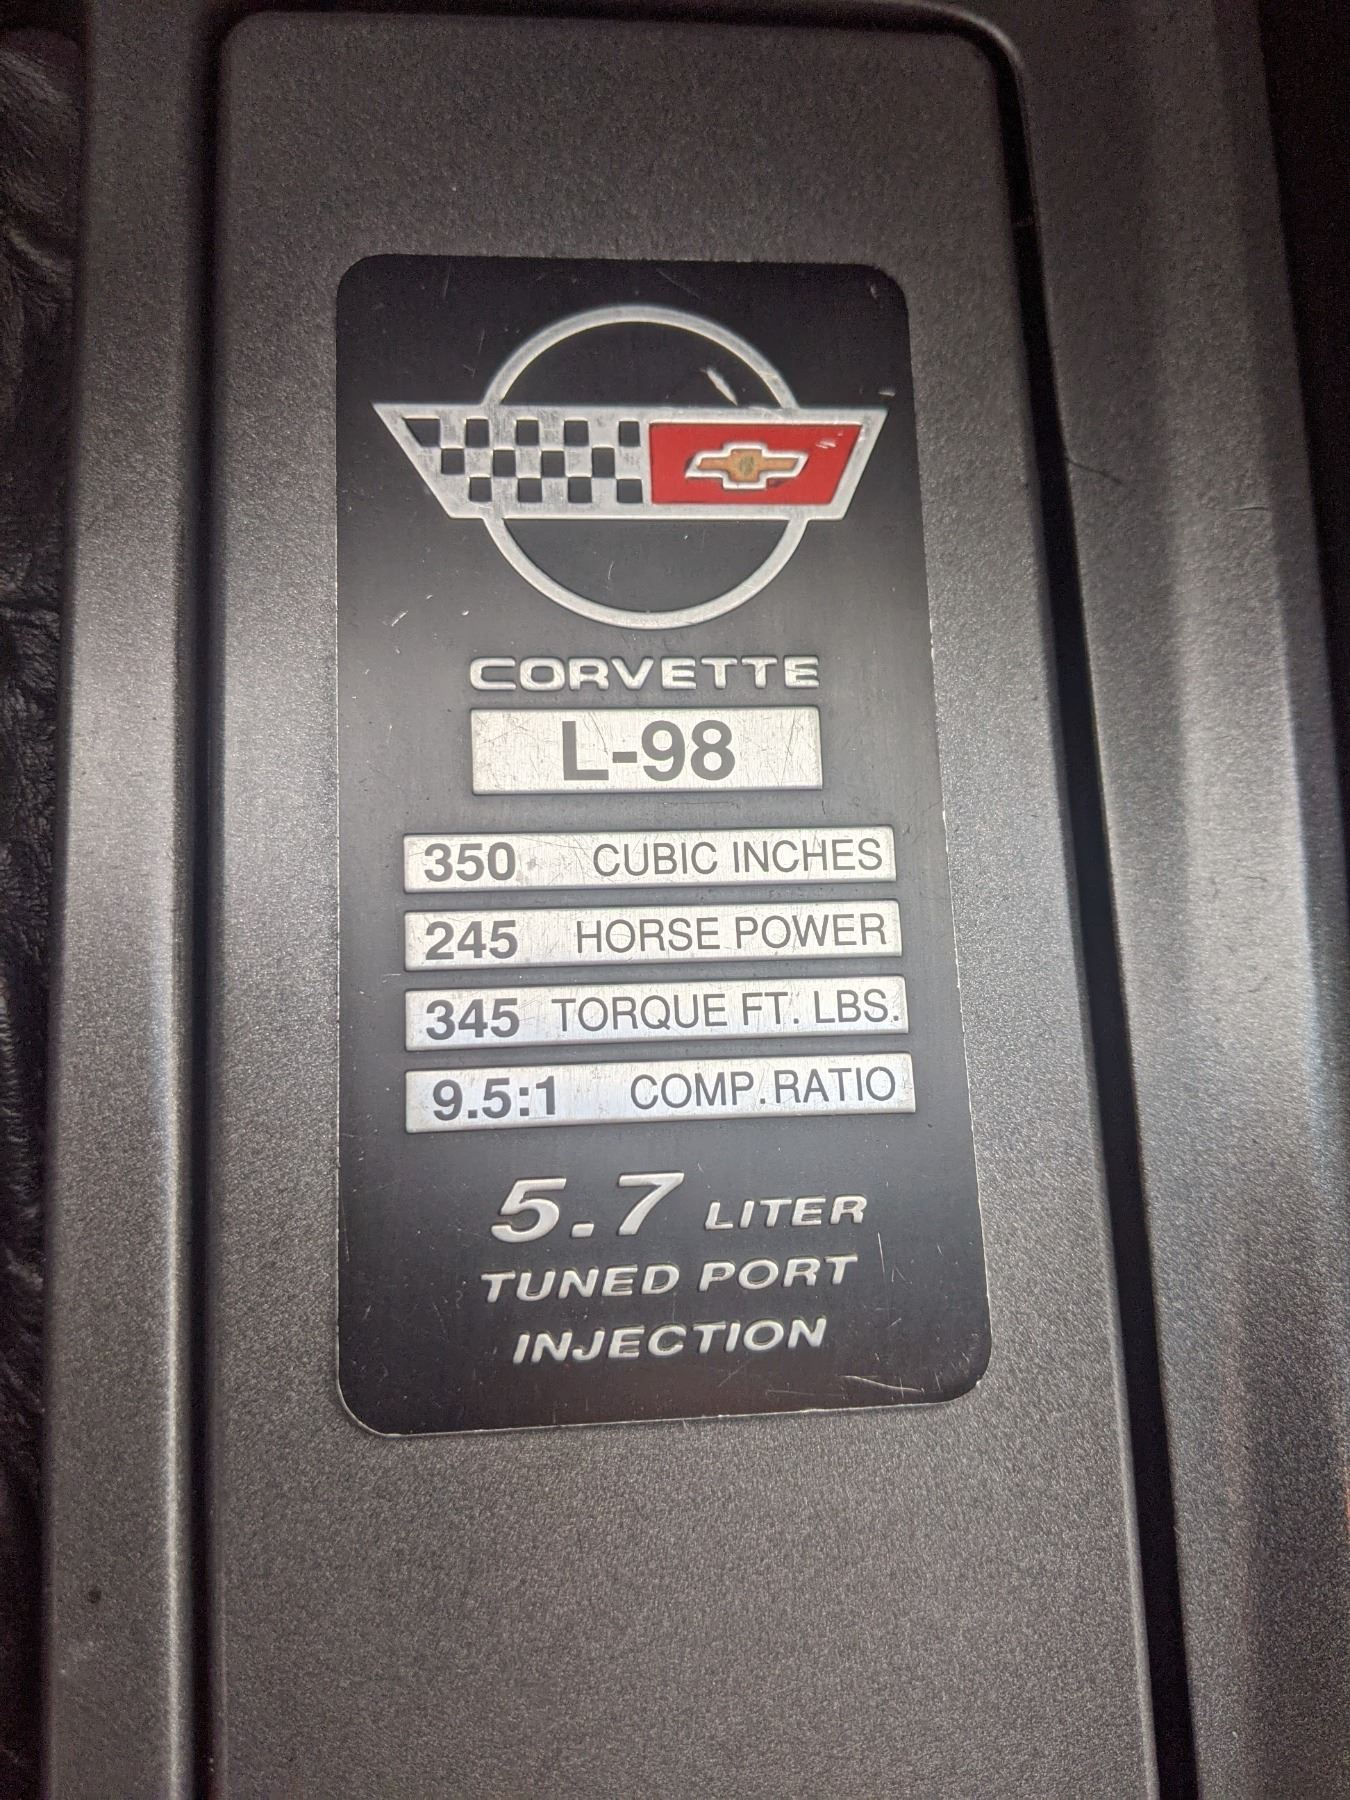 CORVETTE
L-98
350 CUBIC INCHES
245 HORSE POWER
345 TORQUE FT. LBS.
9.5:1 COMP. RATIO
5.7 LITER
TUNED PORT
INJECTION